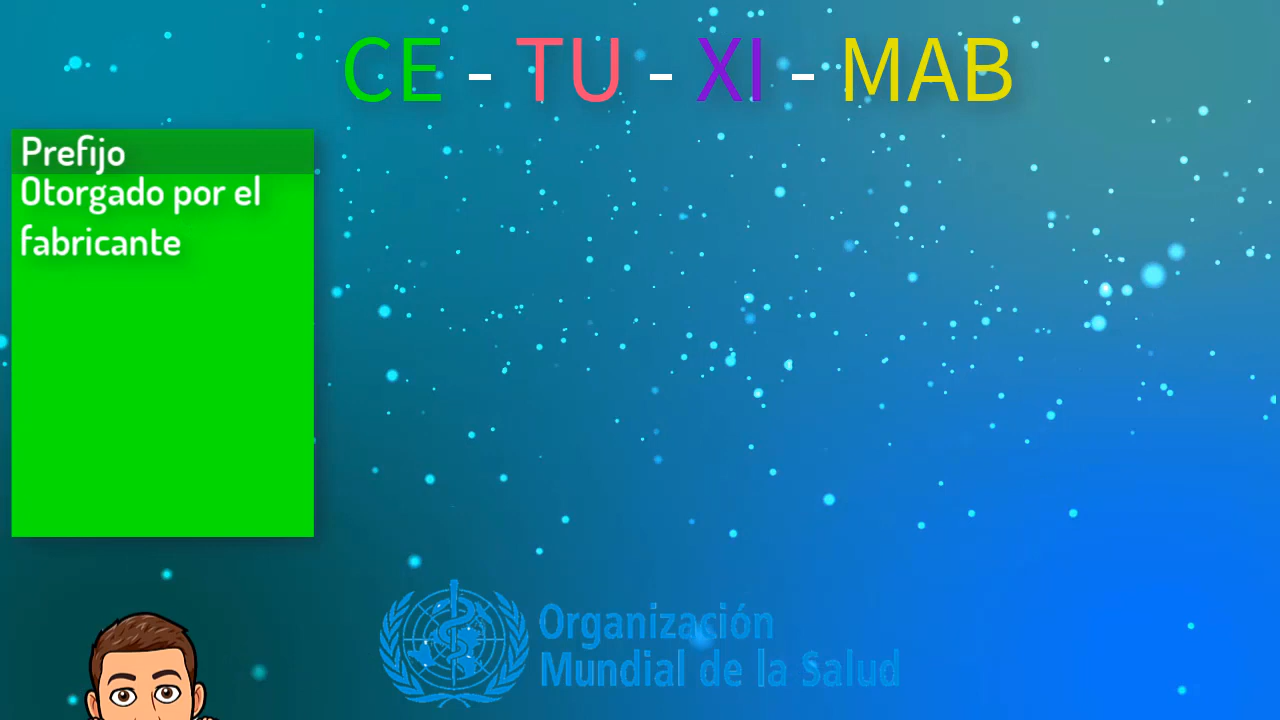 CE - TU - XI - MAB
Prefijo
Otorgado por el
fabricante
Organización
Mundial de la Salud